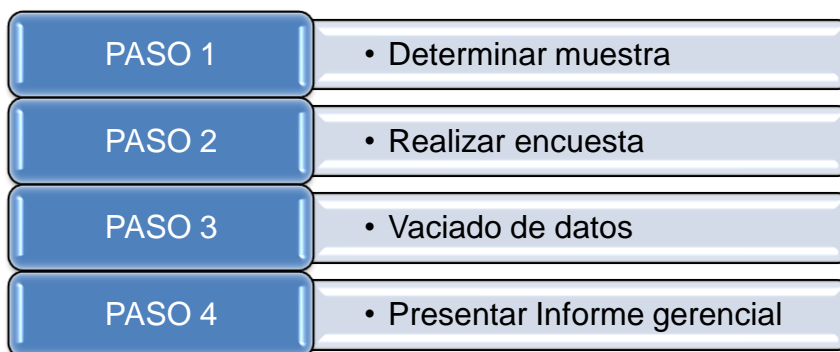 PASO 1
• Determinar muestra
PASO 2
• Realizar encuesta
PASO 3
• Vaciado de datos
PASO 4
• Presentar Informe gerencial